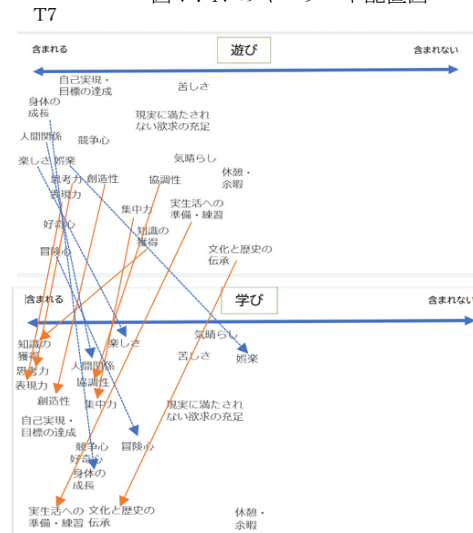 T7
含まれる
遊び
含まれない
自己実現・
目標の達成
苦しさ
身体の
成長
現実に満たされ
ない欲求の充足
人間関係
競争心
楽しさ
娯楽
気晴らし
休憩・
余暇
思考力
創造性
協調性
表現力
実生活への
準備・練習
集中力
好奇心
知識の
獲得
冒険心
文化と歴史の
伝承
含まれる
学び
含まれない
気晴らし
知識の
獲得
楽しさ
苦しさ
娯楽
人間関係
思考力
表現力
協調性
創造性
集中力
現実に満たされ
ない欲求の充足
自己実現・
目標の達成
競争心
冒険心
好奇心
身体の
成長
実生活への
準備・練習
文化と歴史の
伝承
休憩・
余暇